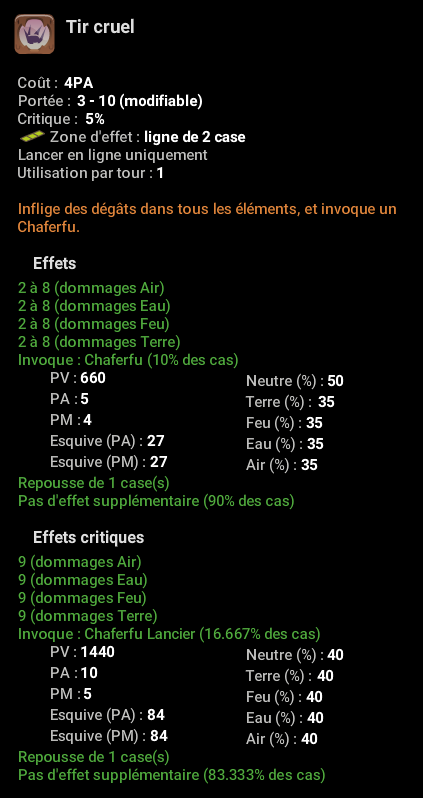 Tir cruel
Coût : 4PA
Portée : 3 - 10 (modifiable)
Critique : 5%
Zone d'effet : ligne de 2 case
Lancer en ligne uniquement
Utilisation par tour : 1
Inflige des dégâts dans tous les éléments, et invoque un
Chaferfu.
Effets
2 à 8 (dommages Air)
2 à 8 (dommages Eau)
2 à 8 (dommages Feu)
2 à 8 (dommages Terre)
Invoque : Chaferfu (10% des cas)
PV : 660
PA : 5
PM : 4
Esquive (PA) : 27
Esquive (PM) : 27
Neutre (%) : 50
Terre (%) : 35
Feu (%) : 35
Eau (%) : 35
Air (%) : 35
Repousse de 1 case(s)
Pas d'effet supplémentaire (90% des cas)
Effets critiques
9 (dommages Air)
9 (dommages Eau)
9 (dommages Feu)
9 (dommages Terre)
Invoque : Chaferfu Lancier (16.667% des cas)
PV : 1440
PA : 10
PM : 5
Esquive (PA) : 84
Esquive (PM) : 84
Neutre (%) : 40
Terre (%) : 40
Feu (%) : 40
Eau (%) : 40
Air (%) : 40
Repousse de 1 case(s)
Pas d'effet supplémentaire (83.333% des cas)